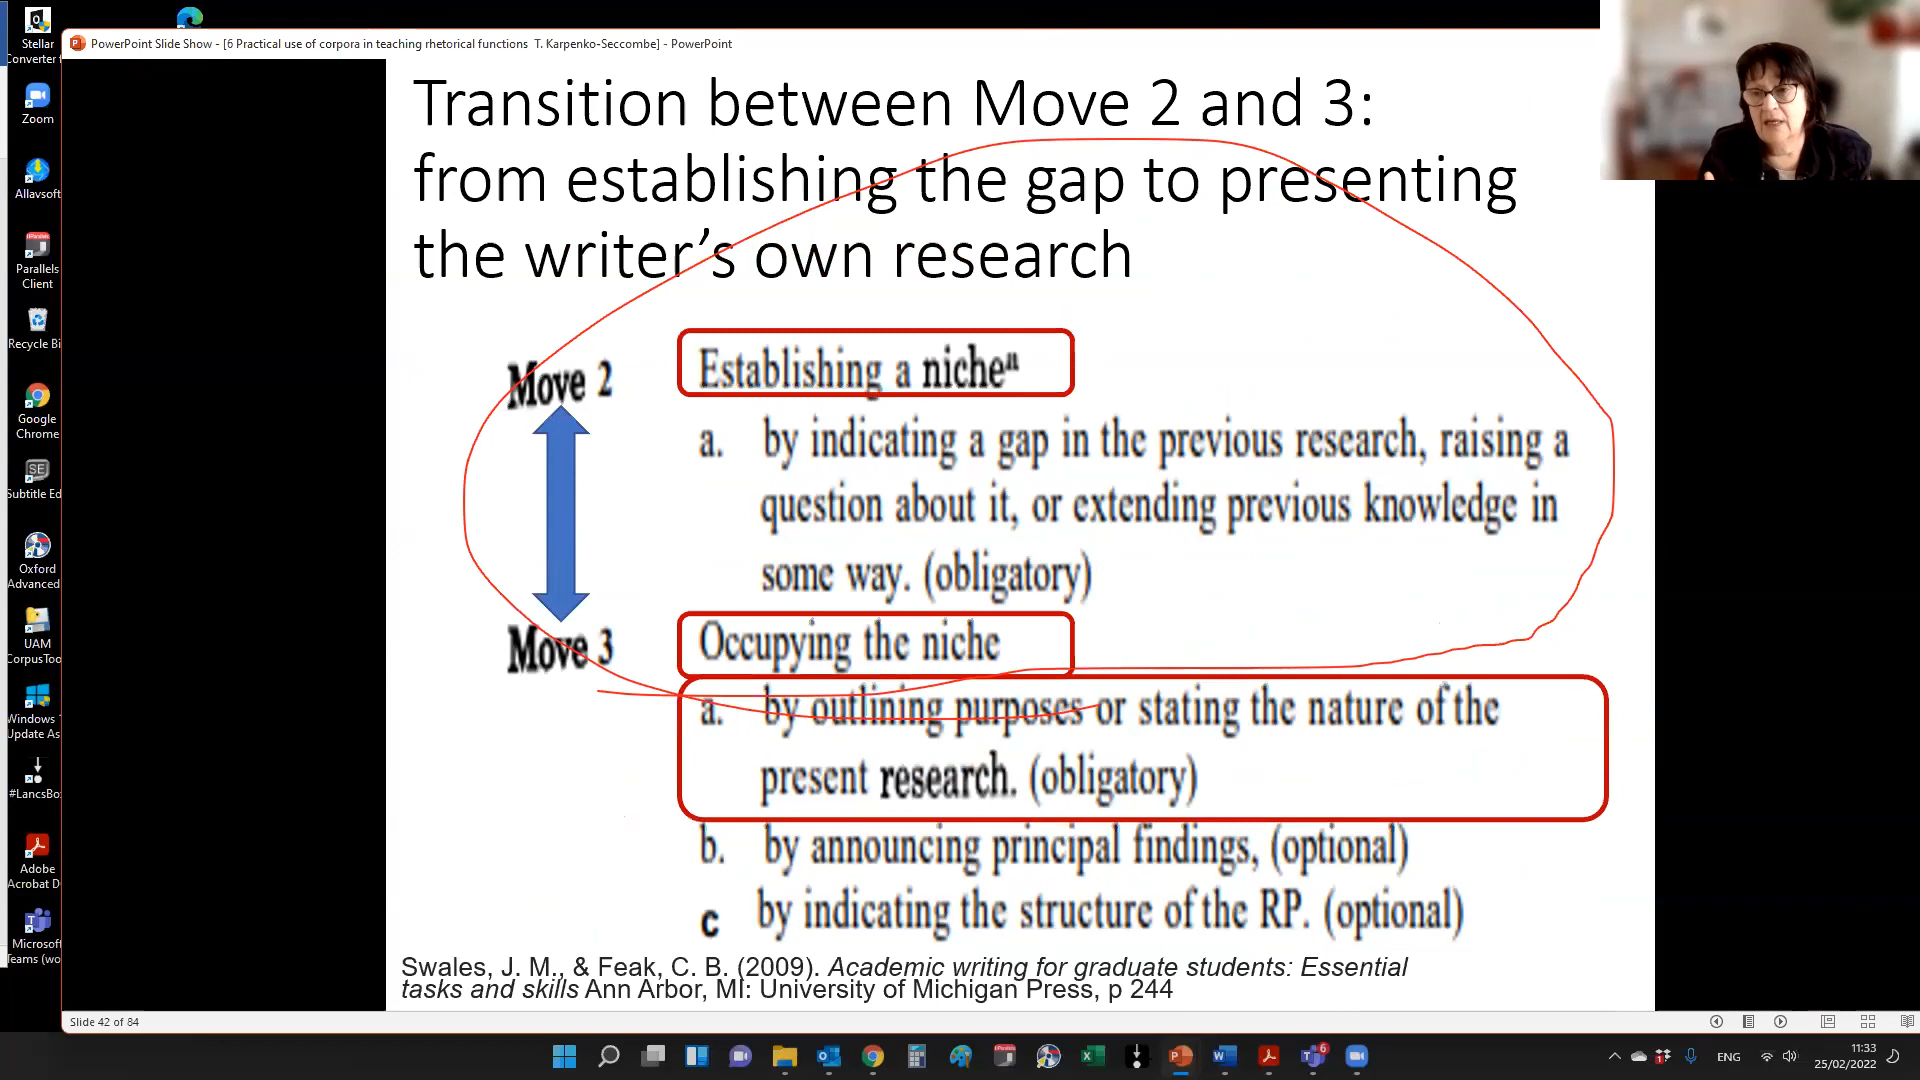 Stellar
Converter f
Zoom
Allavsoft
Parallels
Client
Recycle Bi
Google
Chrome
Subtitle Ed
Oxford
Advanced
UAM
CorpusToo
Windows
Update As
#LancsBo
Adobe
Acrobat D
Microsoft
Teams (wo
PowerPoint Slide Show - [6 Practical use of corpora in teaching rhetorical functions T. Karpenko-Seccombe] - PowerPoint
Transition between Move 2 and 3:
from establishing the gap to presenting
the writer's own research
Move 2
Establishing a nicheⁿ
a. by indicating a gap in the previous research, raising a
question about it, or extending previous knowledge in
some way. (obligatory)
Move 3
Occupying the niche
a. by outlining purposes or stating the nature of the
present research. (obligatory)
b. by announcing principal findings, (optional)
c by indicating the structure of the RP. (optional)
Swales, J. M., & Feak, C. B. (2009). Academic writing for graduate students: Essential
tasks and skills Ann Arbor, MI: University of Michigan Press, p 244
Slide 42 of 84
ENG
11:33
25/02/2022